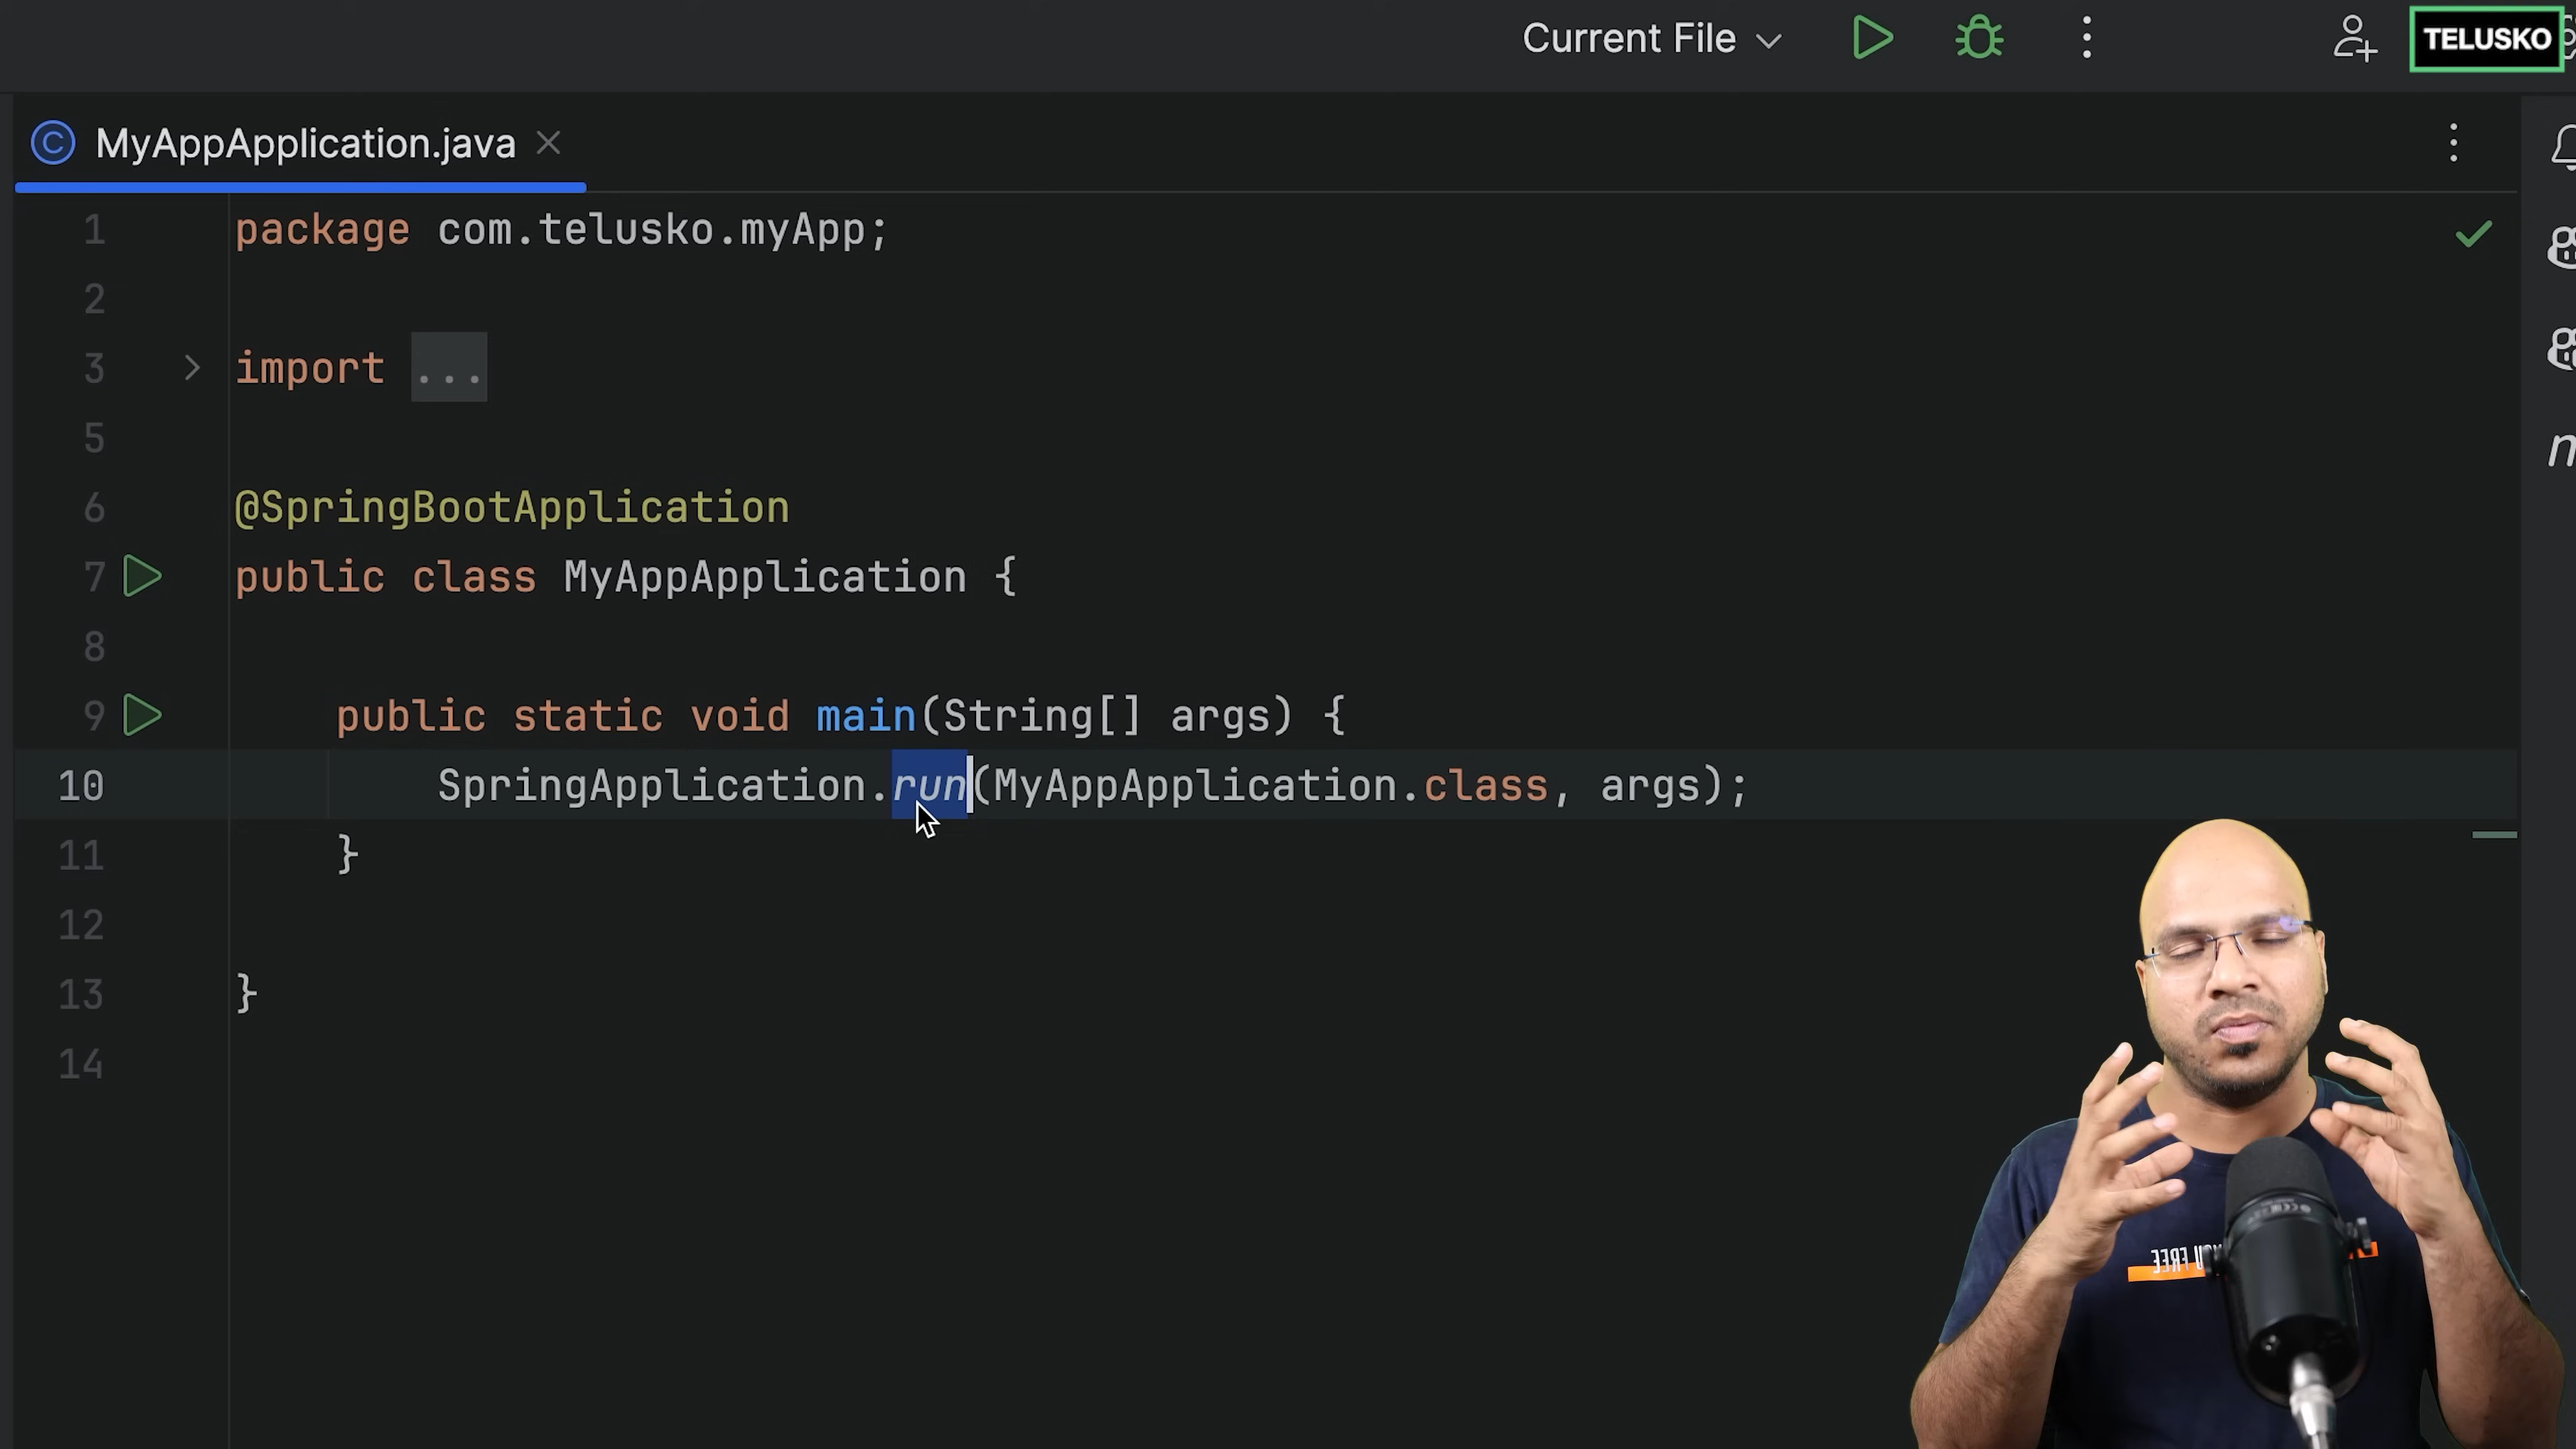 Current File
TELUSKO
MyAppApplication.java
1 package com.telusko.myApp;
2
3 import ...
5
6 @SpringBootApplication
7 public class MyAppApplication {
8
9 public static void main(String[] args) {
10 SpringApplication.run(MyAppApplication.class, args);
11 }
12
13 }
14
FREE